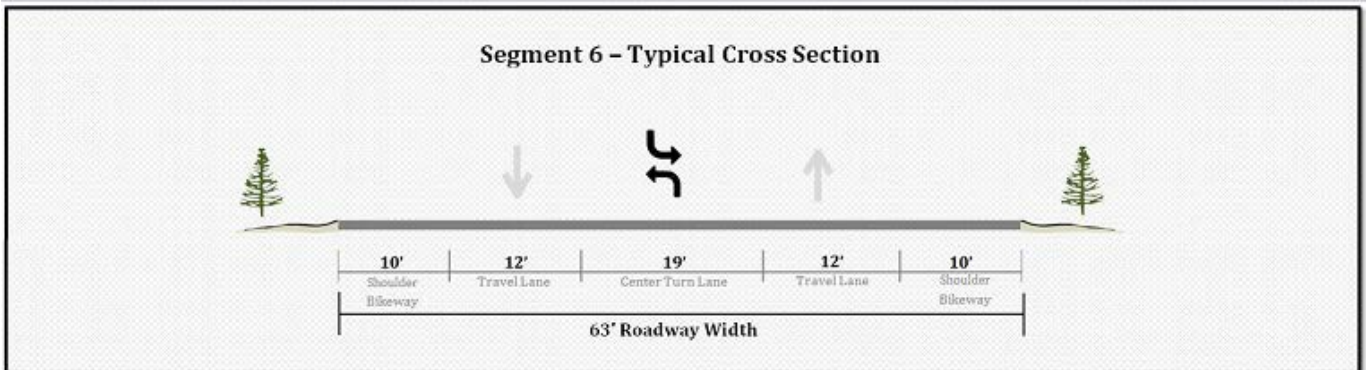 Segment 6 – Typical Cross Section
10' 12' 19' 12' 10'
Shoulder Travel Lane Center Turn Lane Travel Lane Shoulder
Bikeway Bikeway
63' Roadway Width